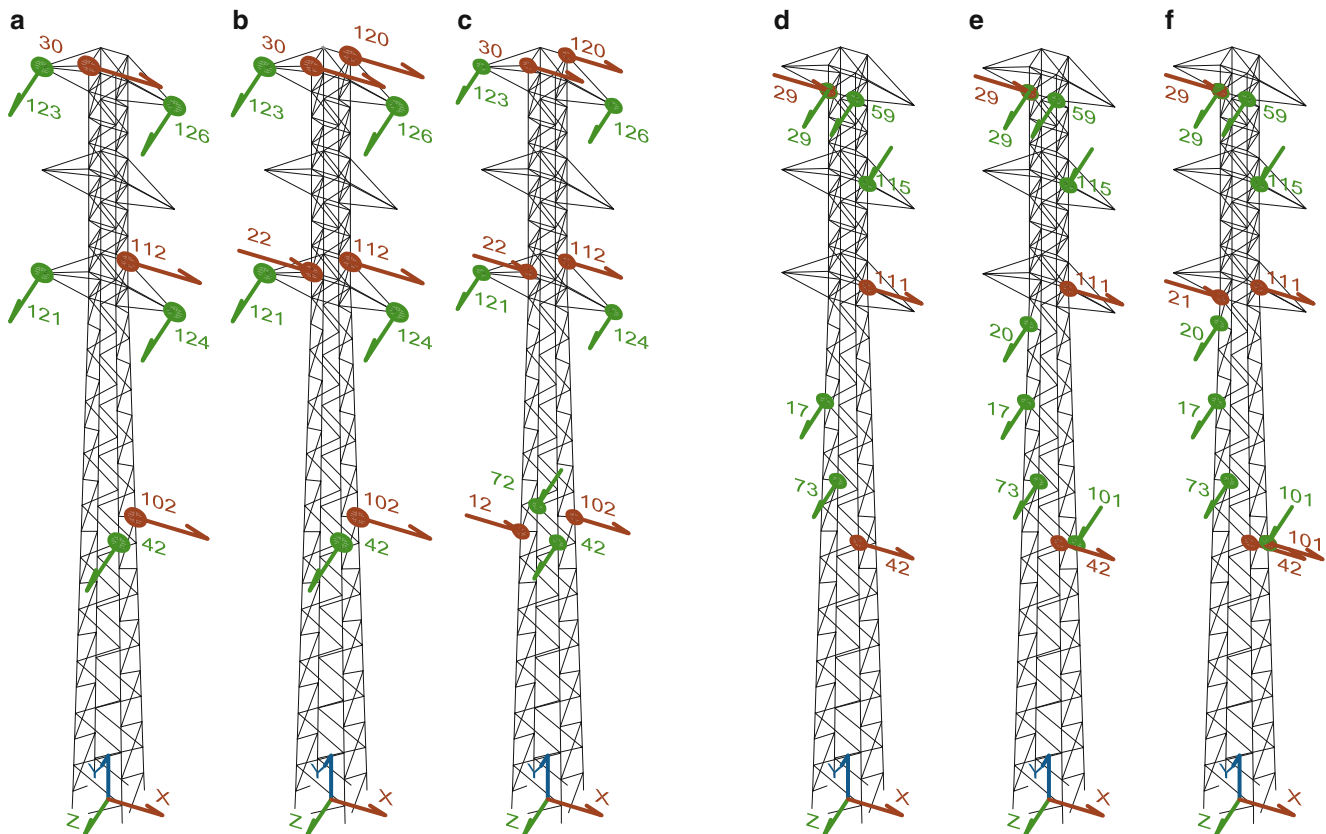 a b c d e f
30 123 126 121 124 112 102 42 Y Z X
30 120 123 126 22 112 121 124 102 42 Y Z X
30 120 123 126 22 112 121 124 72 12 102 42 Y Z X
29 29 59 115 111 17 73 42 Y Z X
29 29 59 115 111 20 17 73 101 42 Y Z X
29 29 59 115 21 111 20 17 73 101 101 42 Y Z X